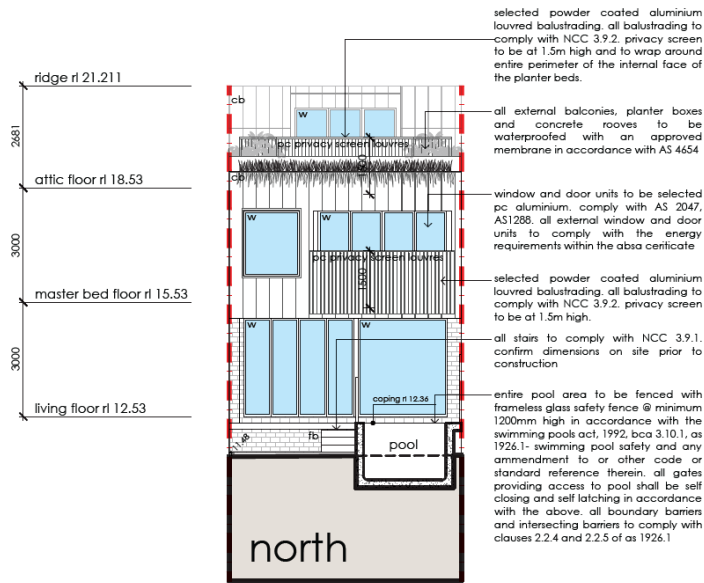 selected powder coated aluminium
louvred balustrading. all balustrading to
comply with NCC 3.9.2. privacy screen
to be at 1.5m high and to wrap around
entire perimeter of the internal face of
the planter beds.
ridge rl 21.211
cb
w
all external balconies, planter boxes
and concrete rooves to be
waterproofed with an approved
membrane in accordance with AS 4654
2681
pc privacy screen louvres
1500
attic floor rl 18.53
cb
window and door units to be selected
pc aluminium. comply with AS 2047,
AS1288. all external window and door
units to comply with the energy
requirements within the absa ceriticate
w
w
3000
pc privacy screen louvres
1500
selected powder coated aluminium
louvred balustrading. all balustrading to
comply with NCC 3.9.2. privacy screen
to be at 1.5m high.
master bed floor rl 15.53
w
w
all stairs to comply with NCC 3.9.1.
confirm dimensions on site prior to
construction
3000
coping rl 12.36
living floor rl 12.53
entire pool area to be fenced with
frameless glass safety fence @ minimum
1200mm high in accordance with the
swimming pools act, 1992, bca 3.10.1, as
1926.1- swimming pool safety and any
ammendment to or other code or
standard reference therein. all gates
providing access to pool shall be self
closing and self latching in accordance
with the above. all boundary barriers
and intersecting barriers to comply with
clauses 2.2.4 and 2.2.5 of as 1926.1
11.48
fb
pool
north